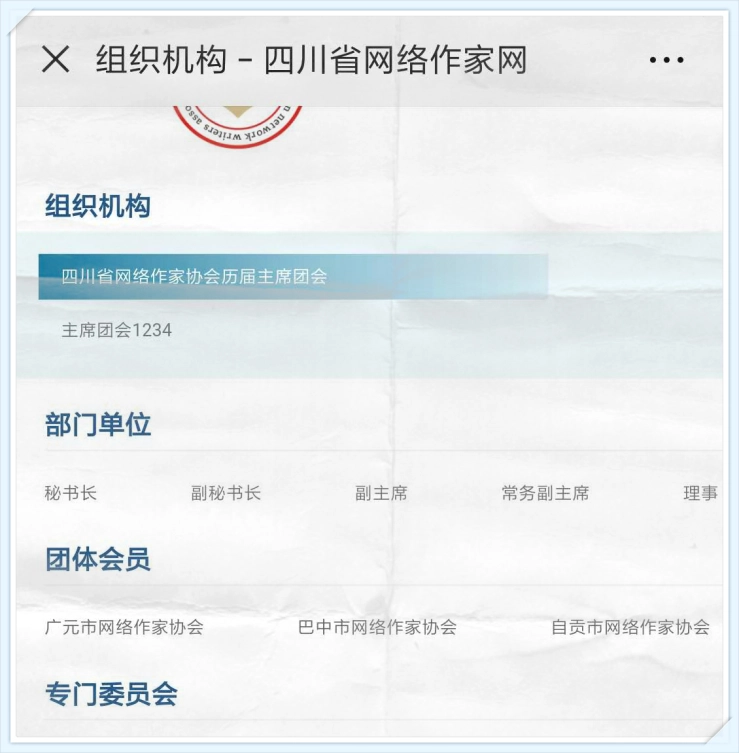 组织机构 - 四川省网络作家网
network writers asso
组织机构
四川省网络作家协会历届主席团会
主席团会1234
部门单位
秘书长 副秘书长 副主席 常务副主席 理事
团体会员
广元市网络作家协会 巴中市网络作家协会 自贡市网络作家协会
专门委员会